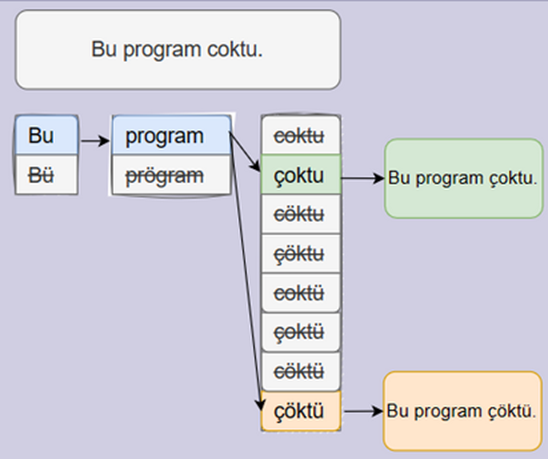 Bu program coktu.
Bu
Bü
program
prögram
coktu
çoktu
cöktu
çöktu
coktü
çoktü
cöktü
çöktü
Bu program çoktu.
Bu program çöktü.